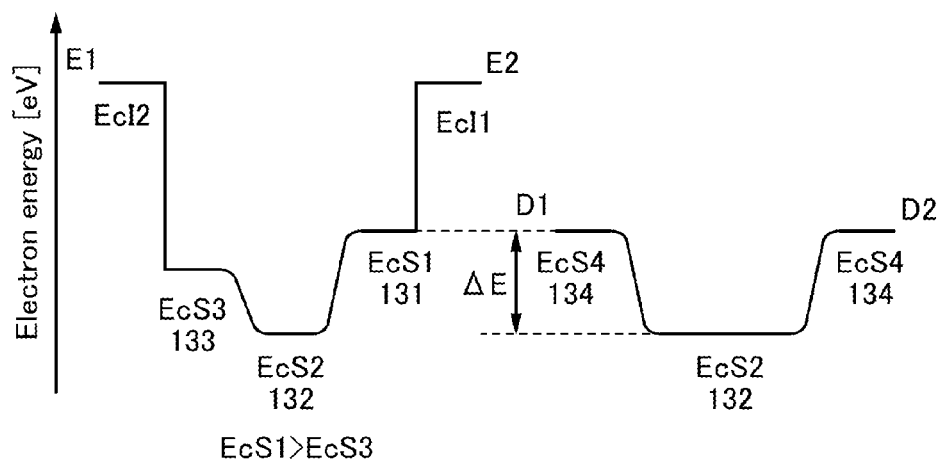 Electron energy [eV]
E1
E2
EcI2
EcI1
D1
D2
EcS1
131
EcS4
134
EcS4
134
ΔE
EcS3
133
EcS2
132
EcS2
132
EcS1>EcS3